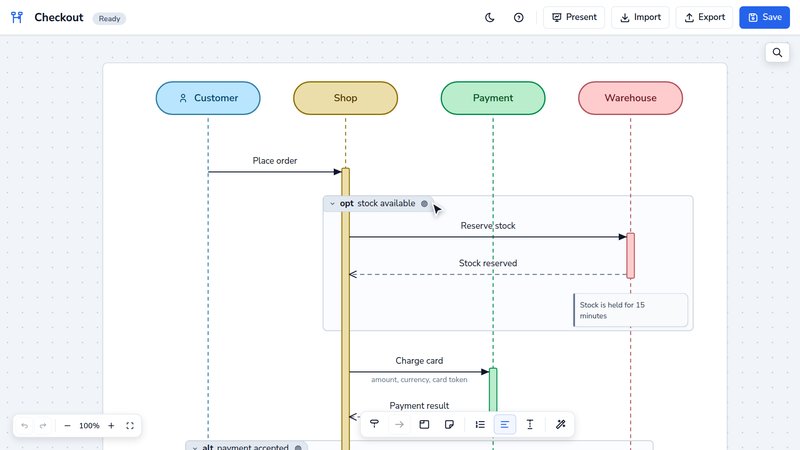 Checkout
Ready
Present
Import
Export
Save
Customer
Shop
Payment
Warehouse
Place order
opt stock available
Reserve stock
Stock reserved
Stock is held for 15
minutes
Charge card
amount, currency, card token
Payment result
100%
alt payment accepted